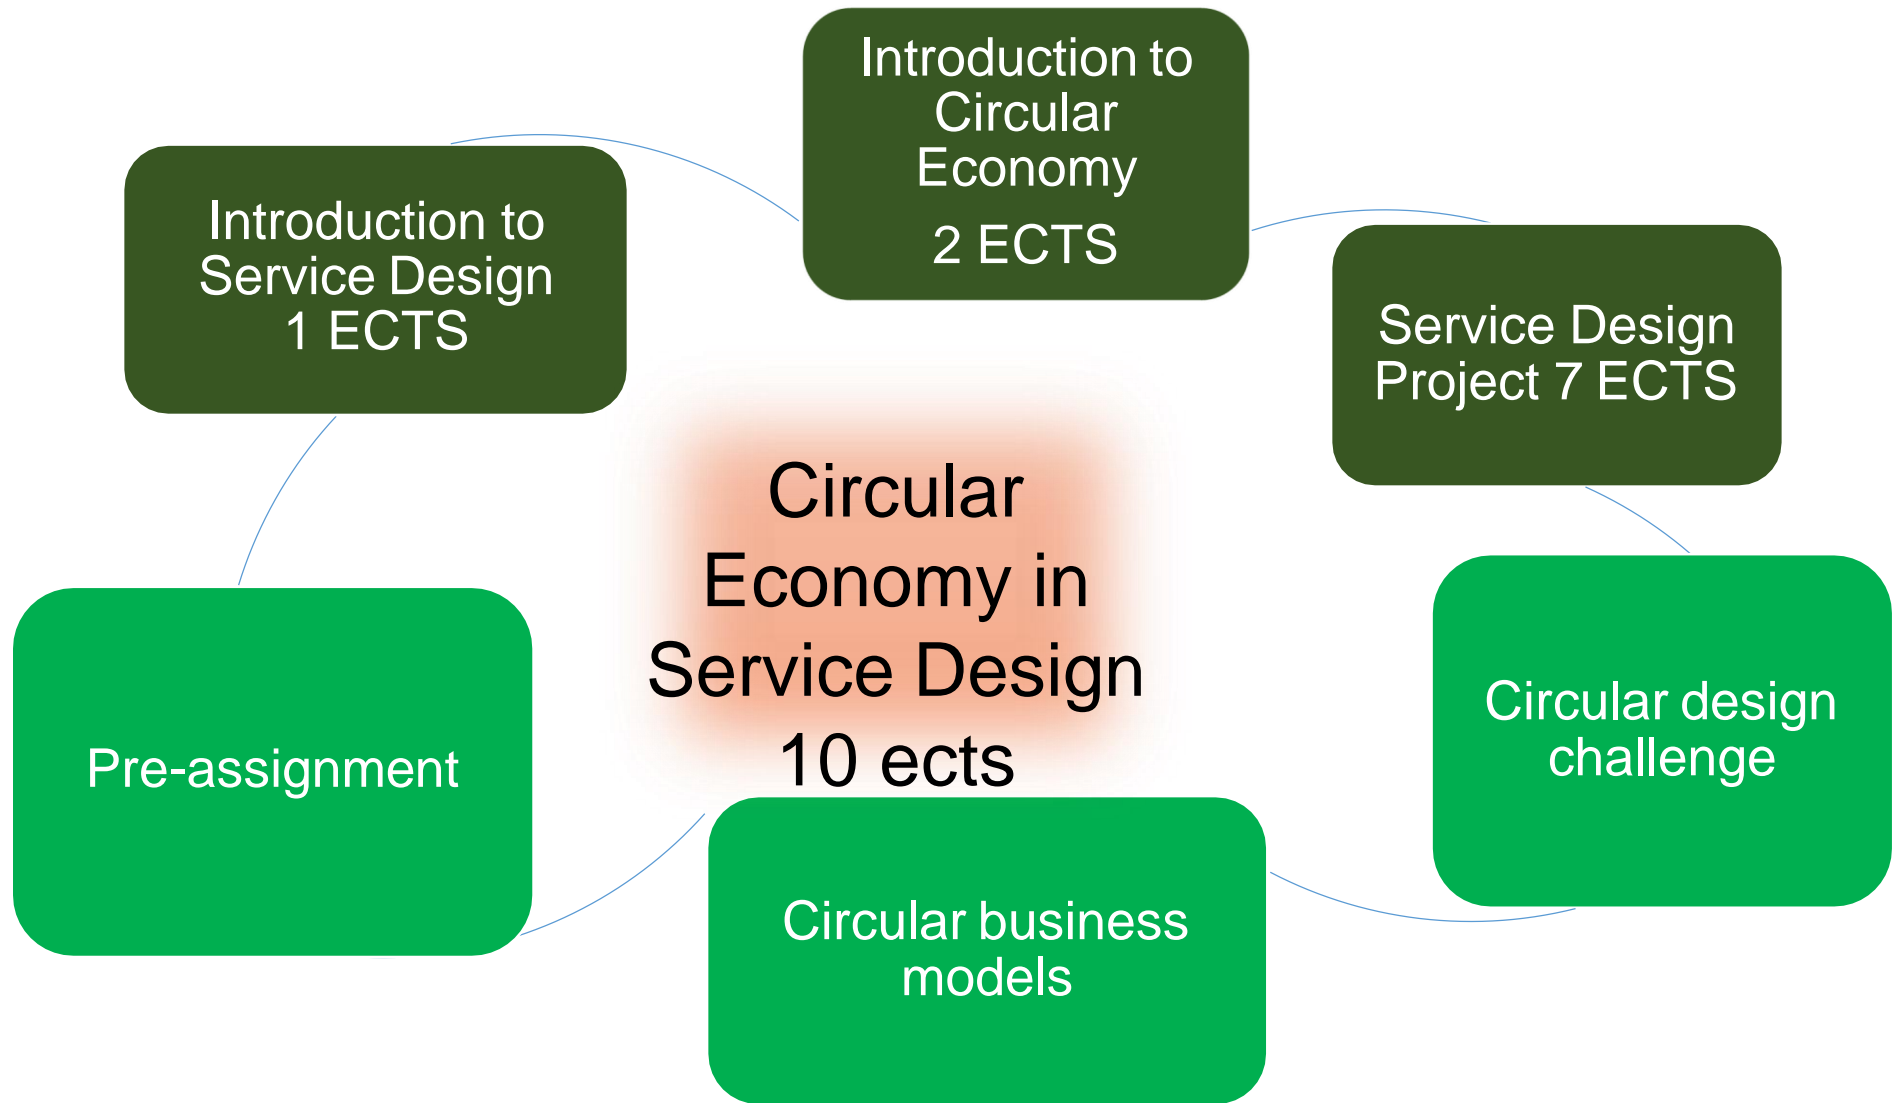 Introduction to
Circular
Economy
2 ECTS
Introduction to
Service Design
1 ECTS
Service Design
Project 7 ECTS
Circular
Economy in
Service Design
10 ects
Pre-assignment
Circular design
challenge
Circular business
models